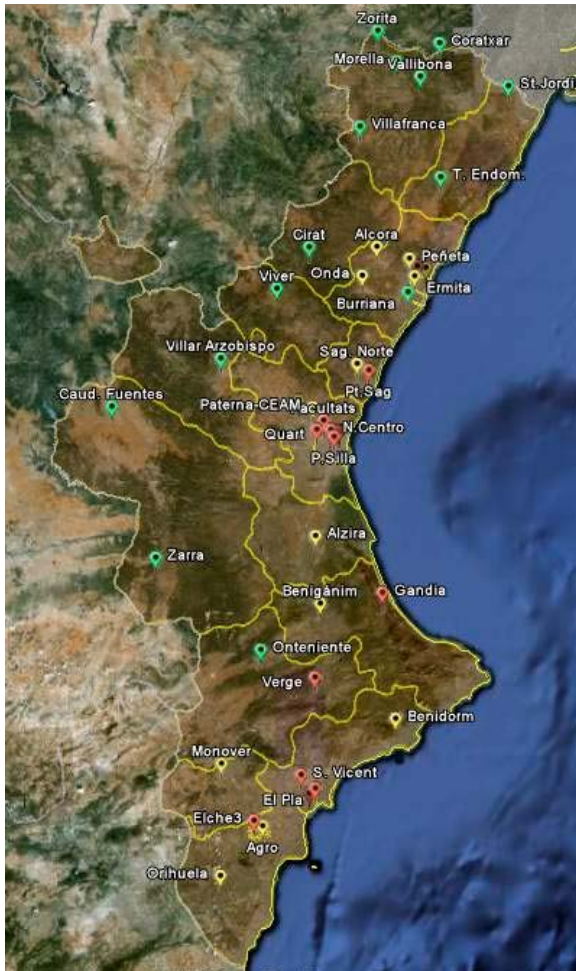 Zorita
Coratxar
Morella
Vallibona
St.Jordi
Villafranca
T. Endom.
Cirat
Alcora
Peñeta
Onda
Viver
Ermita
Burriana
Villar Arzobispo
Sag. Norte
Pt.Sag
Caud. Fuentes
Paterna-CEAM
acultats
Quart
N.Centro
P.Silla
Alzira
Zarra
Benigánim
Gandia
Onteniente
Verge
Benidorm
Monover
S. Vicent
El Pla
Elche3
Agro
Orihuela